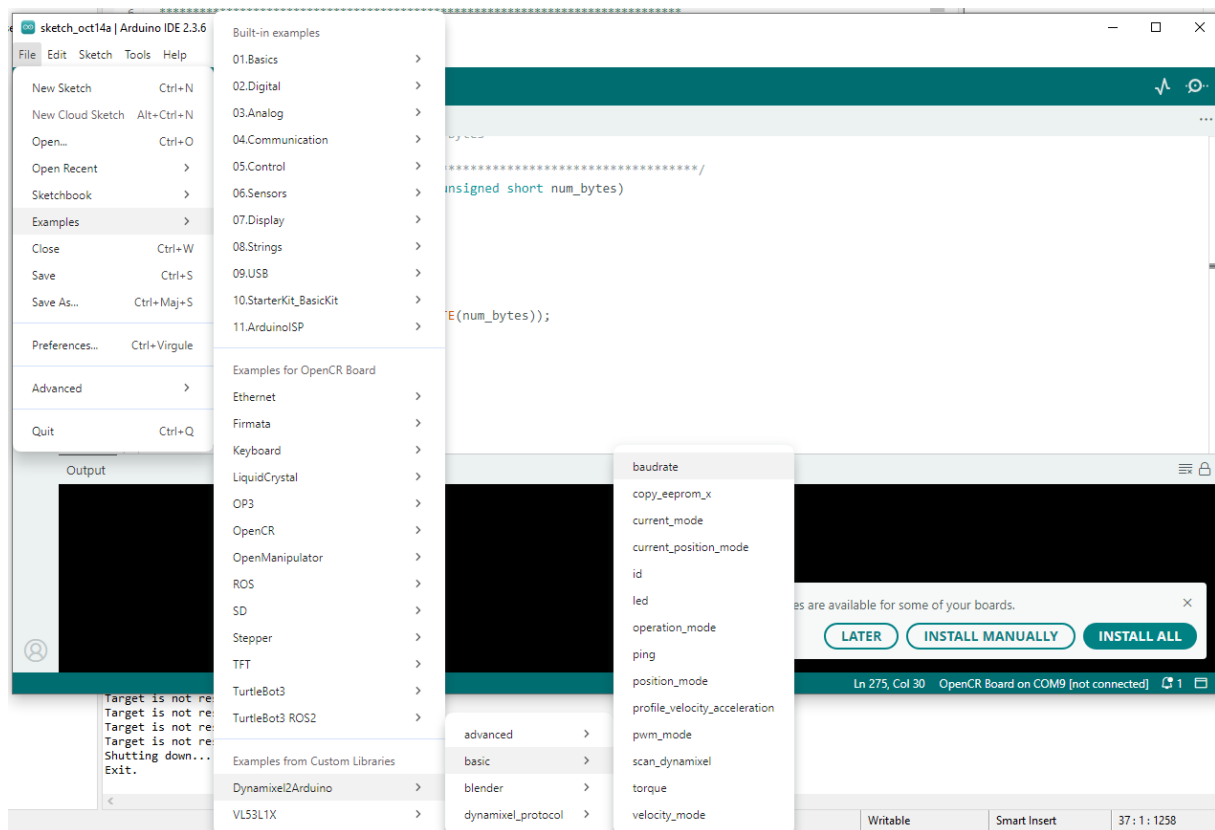 6 *******************************************************************
sketch_oct14a | Arduino IDE 2.3.6
File Edit Sketch Tools Help
New Sketch Ctrl+N
New Cloud Sketch Alt+Ctrl+N
Open... Ctrl+O
Open Recent
Sketchbook
Examples
Close Ctrl+W
Save Ctrl+S
Save As... Ctrl+Maj+S
Preferences... Ctrl+Virgule
Advanced
Quit Ctrl+Q
Built-in examples
01.Basics
02.Digital
03.Analog
04.Communication
05.Control
06.Sensors
07.Display
08.Strings
09.USB
10.StarterKit_BasicKit
11.ArduinoISP
Examples for OpenCR Board
Ethernet
Firmata
Keyboard
LiquidCrystal
OP3
OpenCR
OpenManipulator
ROS
SD
Stepper
TFT
TurtleBot3
TurtleBot3 ROS2
Examples from Custom Libraries
Dynamixel2Arduino
VL53L1X
advanced
basic
blender
dynamixel_protocol
baudrate
copy_eeprom_x
current_mode
current_position_mode
id
led
operation_mode
ping
position_mode
profile_velocity_acceleration
pwm_mode
scan_dynamixel
torque
velocity_mode
*********************************/
unsigned short num_bytes)
TE(num_bytes));
Output
es are available for some of your boards.
LATER INSTALL MANUALLY INSTALL ALL
Ln 275, Col 30 OpenCR Board on COM9 [not connected] 1
Target is not re
Target is not re
Target is not re
Target is not re
Shutting down...
Exit.
Writable Smart Insert 37 : 1 : 1258